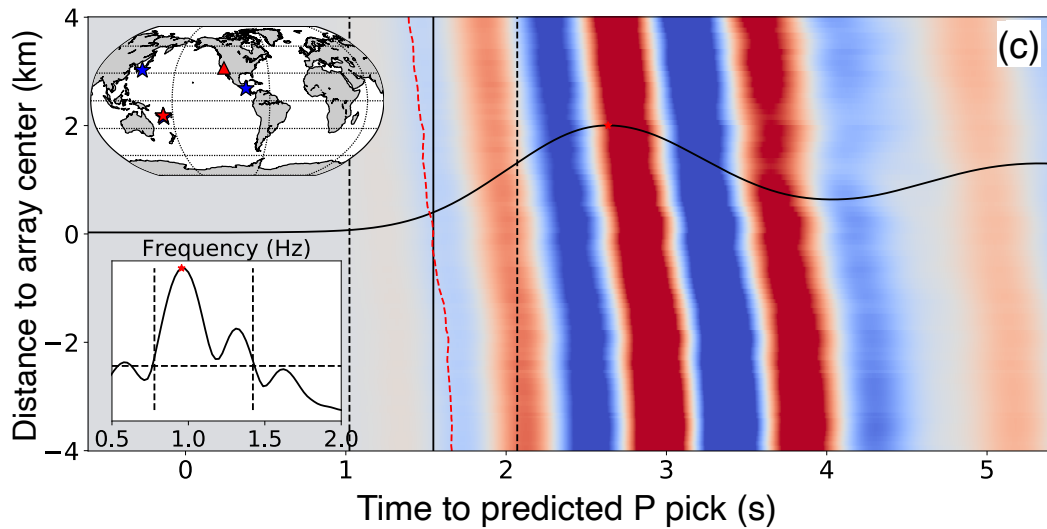 (c)
Distance to array center (km)
4
2
0
−2
−4
Frequency (Hz)
0.5 1.0 1.5 2.0
0 1 2 3 4 5
Time to predicted P pick (s)